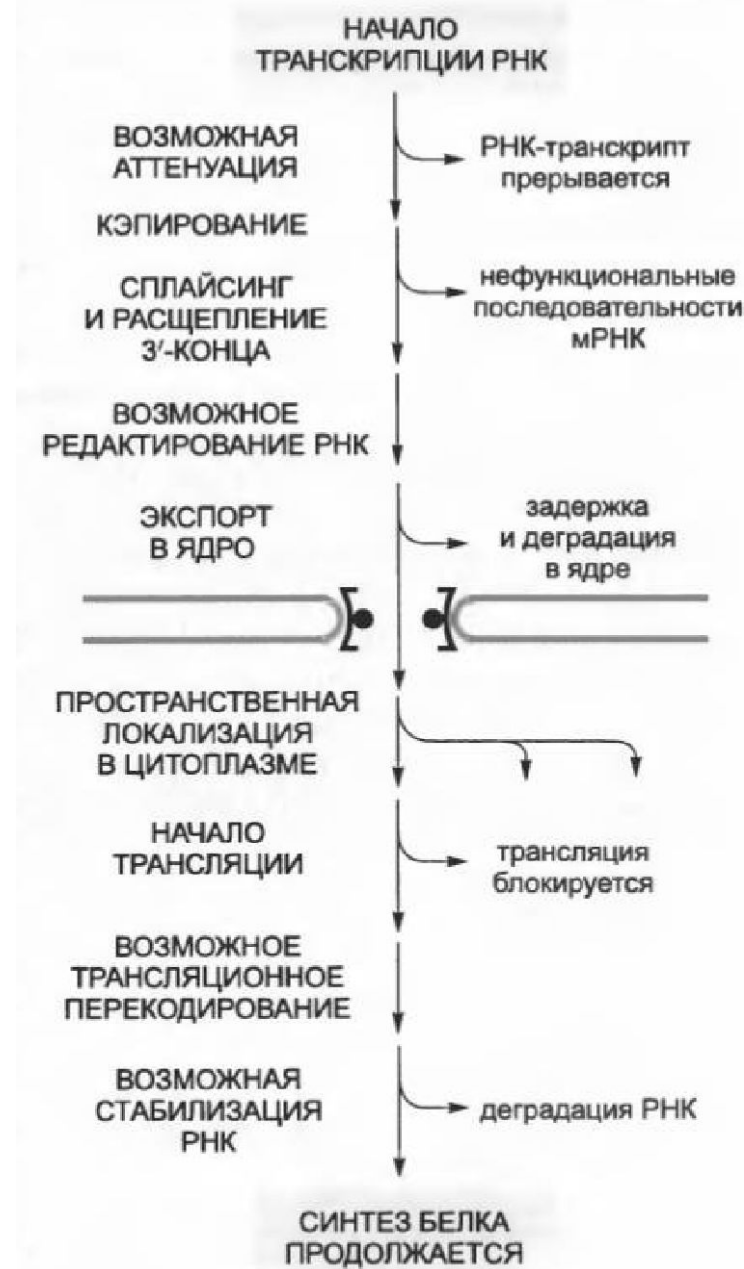 НАЧАЛО
ТРАНСКРИПЦИИ РНК
ВОЗМОЖНАЯ
АТТЕНУАЦИЯ
РНК-транскрипт
прерывается
КЭПИРОВАНИЕ
СПЛАЙСИНГ
И РАСЩЕПЛЕНИЕ
3′-КОНЦА
нефункциональные
последовательности
мРНК
ВОЗМОЖНОЕ
РЕДАКТИРОВАНИЕ РНК
ЭКСПОРТ
В ЯДРО
задержка
и деградация
в ядре
ПРОСТРАНСТВЕННАЯ
ЛОКАЛИЗАЦИЯ
В ЦИТОПЛАЗМЕ
НАЧАЛО
ТРАНСЛЯЦИИ
трансляция
блокируется
ВОЗМОЖНОЕ
ТРАНСЛЯЦИОННОЕ
ПЕРЕКОДИРОВАНИЕ
ВОЗМОЖНАЯ
СТАБИЛИЗАЦИЯ
РНК
деградация РНК
СИНТЕЗ БЕЛКА
ПРОДОЛЖАЕТСЯ